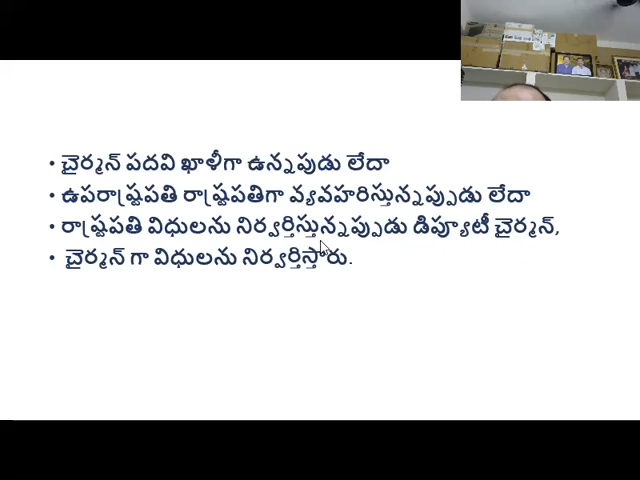 • చైర్మన్ పదవి ఖాళీగా ఉన్నపుడు లేదా
• ఉపరాష్ట్రపతి రాష్ట్రపతిగా వ్యవహరిస్తున్నప్పుడు లేదా
• రాష్ట్రపతి విధులను నిర్వర్తిస్తున్నప్పుడు డిప్యూటీ చైర్మన్,
• చైర్మన్ గా విధులను నిర్వర్తిస్తారు.